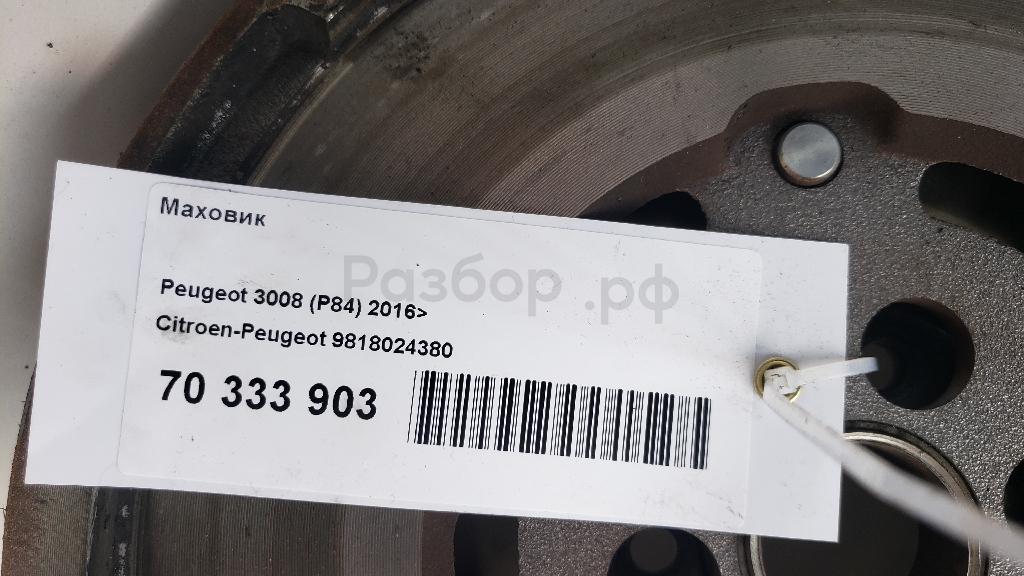 Маховик
Разбор.рф
Peugeot 3008 (P84) 2016>
Citroen-Peugeot 9818024380
70 333 903